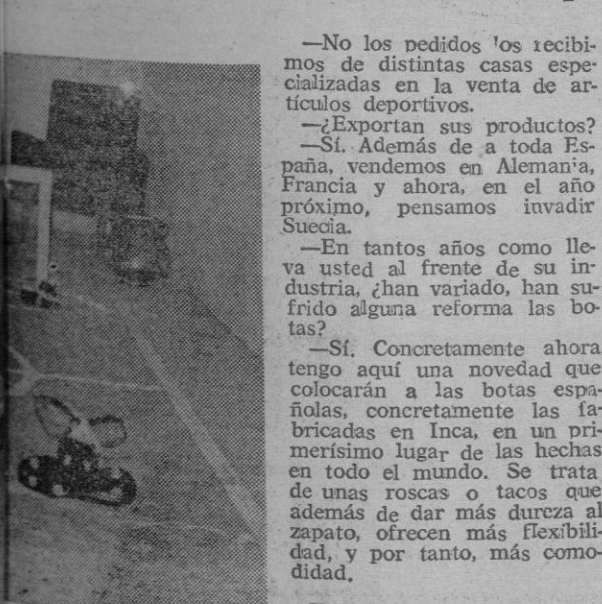 —No los pedidos los recibi-
mos de distintas casas espe-
cializadas en la venta de ar-
tículos deportivos.
—¿Exportan sus productos?
—Sí. Además de a toda Es-
paña, vendemos en Alemania,
Francia y ahora, en el año
próximo, pensamos invadir
Suecia.
—En tantos años como lle-
va usted al frente de su in-
dustria, ¿han variado, han su-
frido alguna reforma las bo-
tas?
—Sí. Concretamente ahora
tengo aquí una novedad que
colocarán a las botas espa-
ñolas, concretamente las fa-
bricadas en Inca, en un pri-
merísimo lugar de las hechas
en todo el mundo. Se trata
de unas roscas o tacos que
además de dar más dureza al
zapato, ofrecen más flexibili-
dad, y por tanto, más como-
didad.